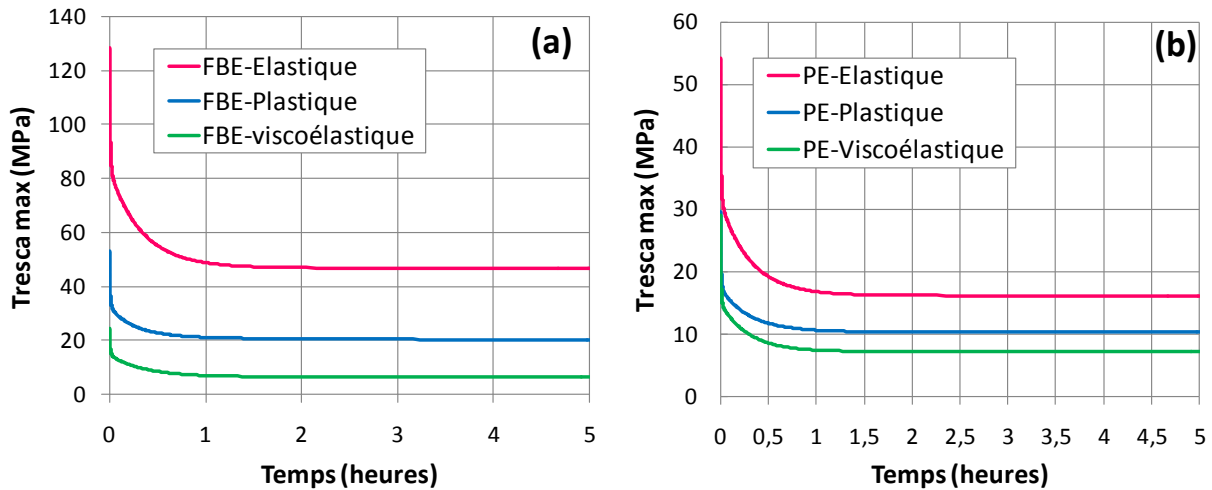 (a)
FBE-Elastique
FBE-Plastique
FBE-viscoélastique
Tresca max (MPa)
140
120
100
80
60
40
20
0
0 1 2 3 4 5
Temps (heures)
(b)
PE-Elastique
PE-Plastique
PE-Viscoélastique
Tresca max (MPa)
60
50
40
30
20
10
0
0 0,5 1 1,5 2 2,5 3 3,5 4 4,5 5
Temps (heures)